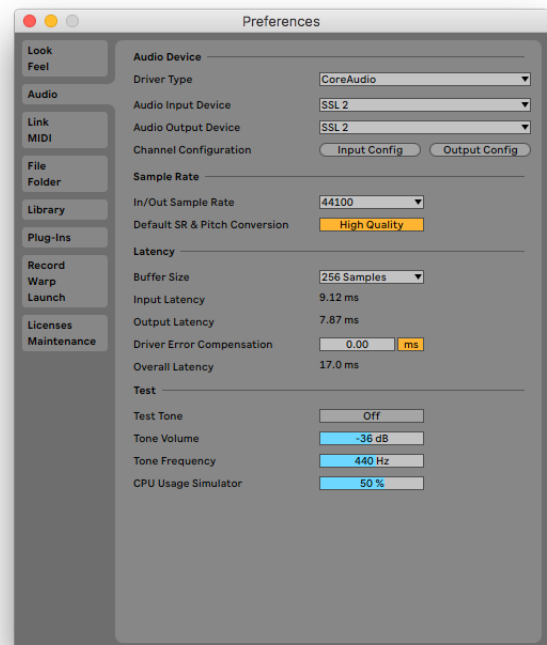 Preferences
Look
Feel
Audio
Link
MIDI
File
Folder
Library
Plug-Ins
Record
Warp
Launch
Licenses
Maintenance
Audio Device
Driver Type CoreAudio
Audio Input Device SSL 2
Audio Output Device SSL 2
Channel Configuration Input Config Output Config
Sample Rate
In/Out Sample Rate 44100
Default SR & Pitch Conversion High Quality
Latency
Buffer Size 256 Samples
Input Latency 9.12 ms
Output Latency 7.87 ms
Driver Error Compensation 0.00 ms
Overall Latency 17.0 ms
Test
Test Tone Off
Tone Volume -36 dB
Tone Frequency 440 Hz
CPU Usage Simulator 50 %